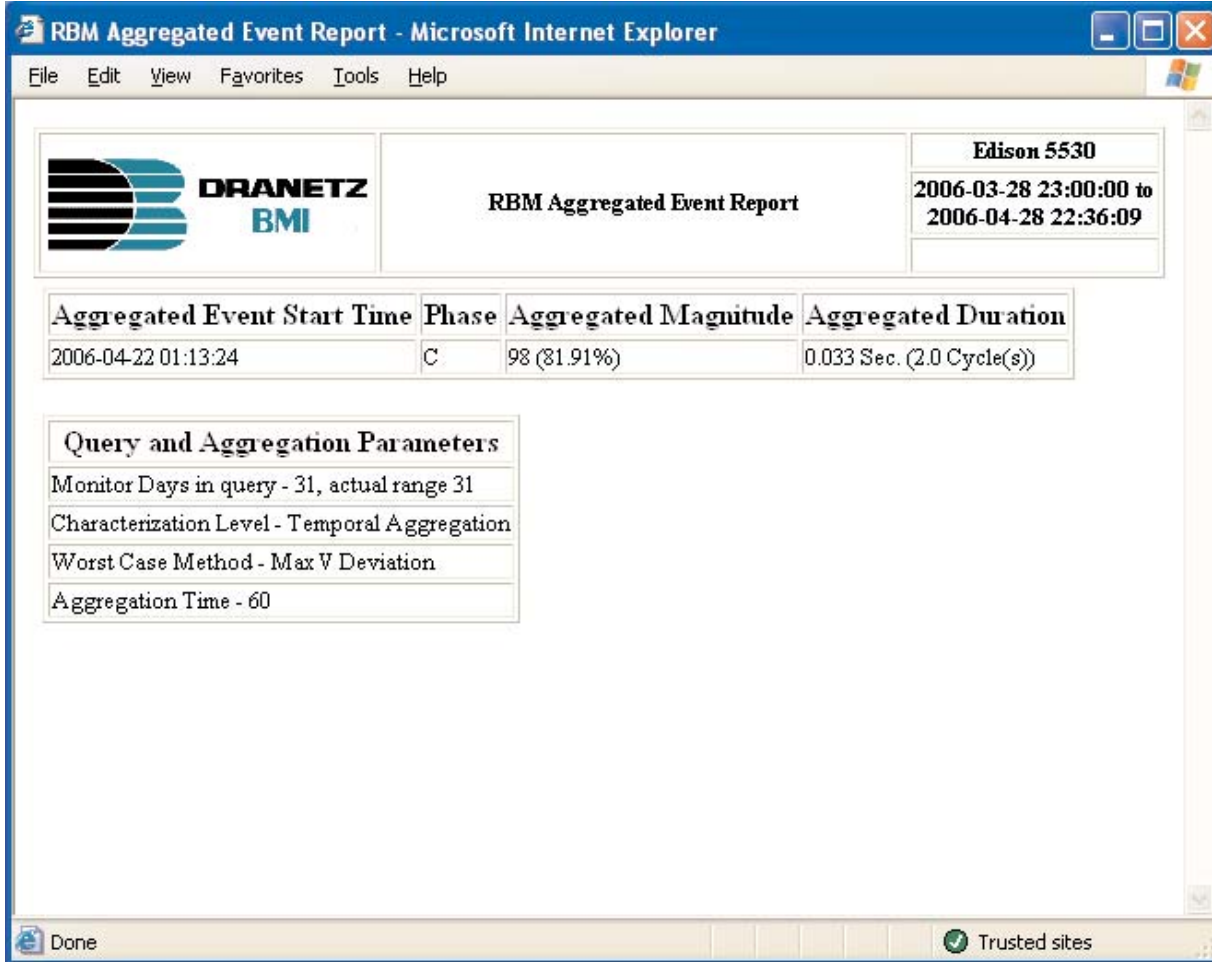 RBM Aggregated Event Report - Microsoft Internet Explorer
File Edit View Favorites Tools Help
DRANETZ
BMI
RBM Aggregated Event Report
Edison 5530
2006-03-28 23:00:00 to
2006-04-28 22:36:09
Aggregated Event Start Time Phase Aggregated Magnitude Aggregated Duration
2006-04-22 01:13:24 C 98 (81.91%) 0.033 Sec. (2.0 Cycle(s))
Query and Aggregation Parameters
Monitor Days in query - 31, actual range 31
Characterization Level - Temporal Aggregation
Worst Case Method - Max V Deviation
Aggregation Time - 60
Done Trusted sites